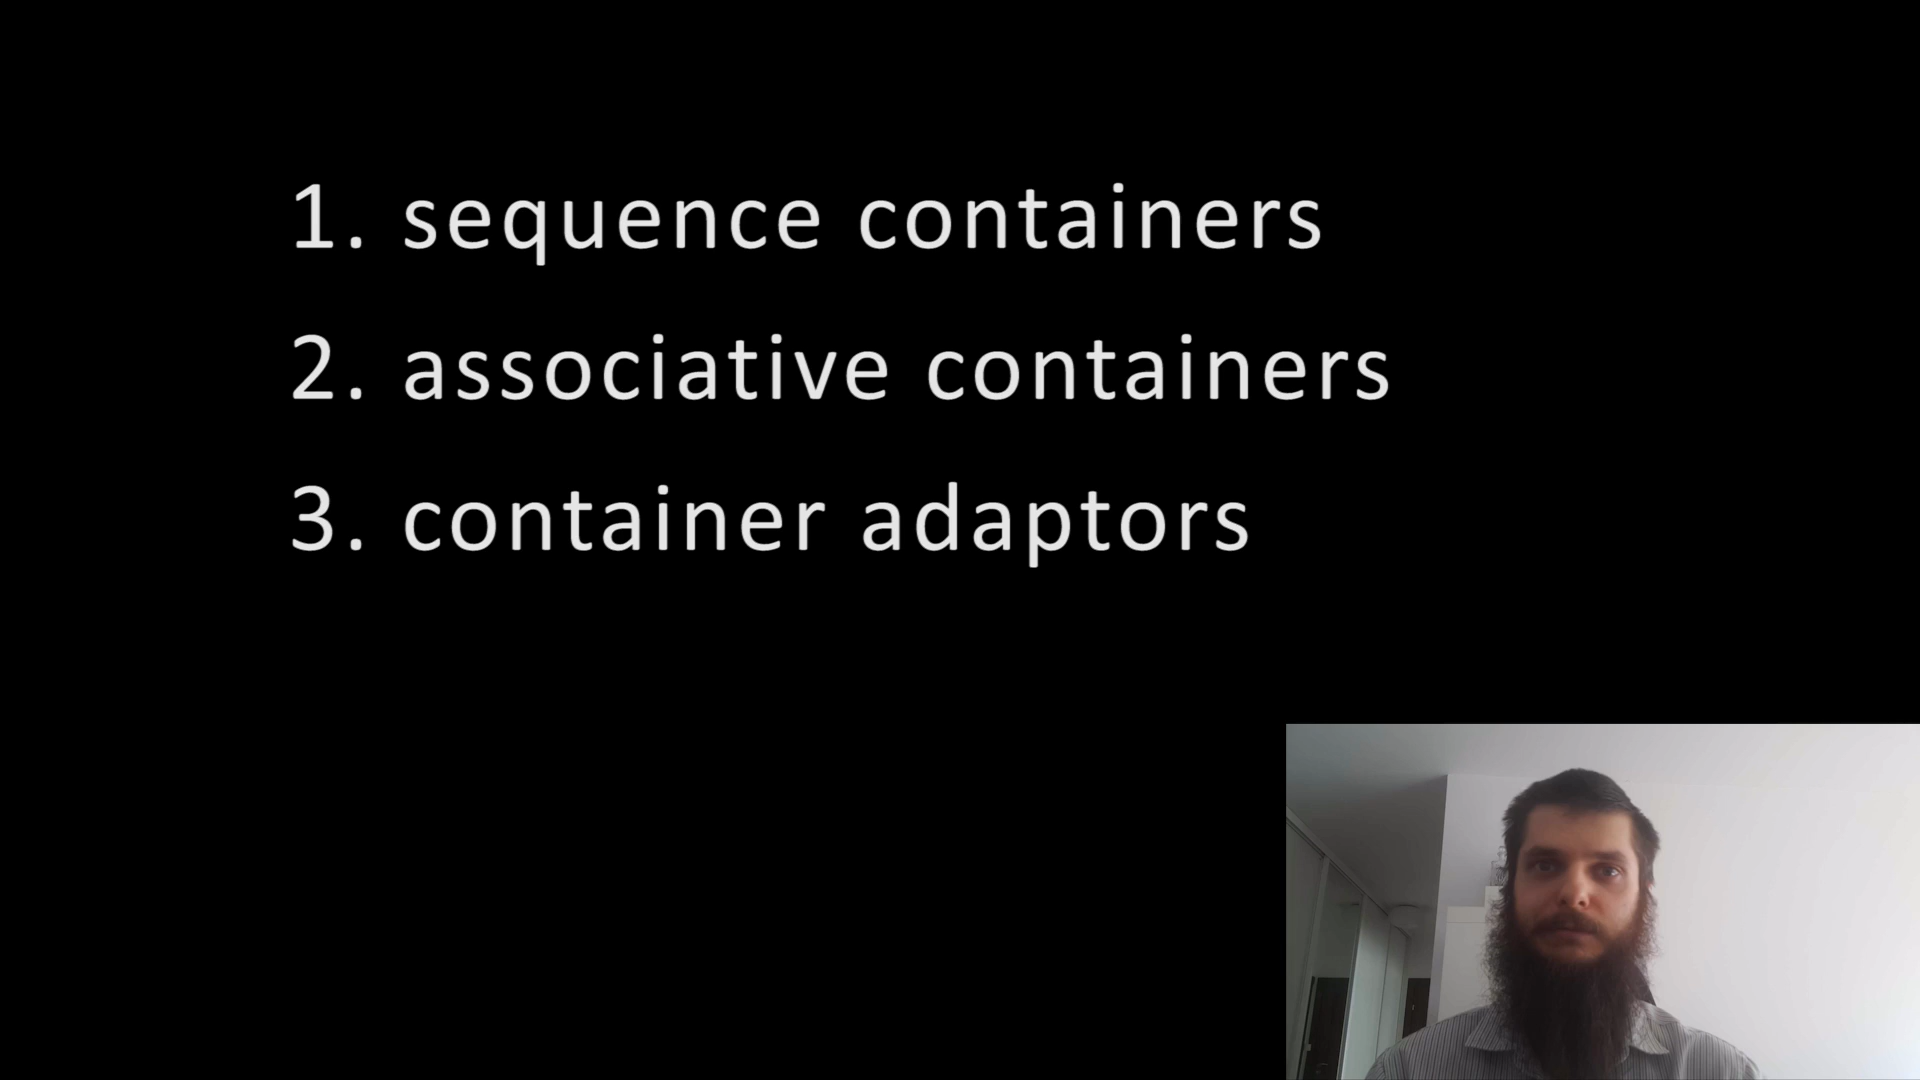 1. sequence containers
2. associative containers
3. container adaptors